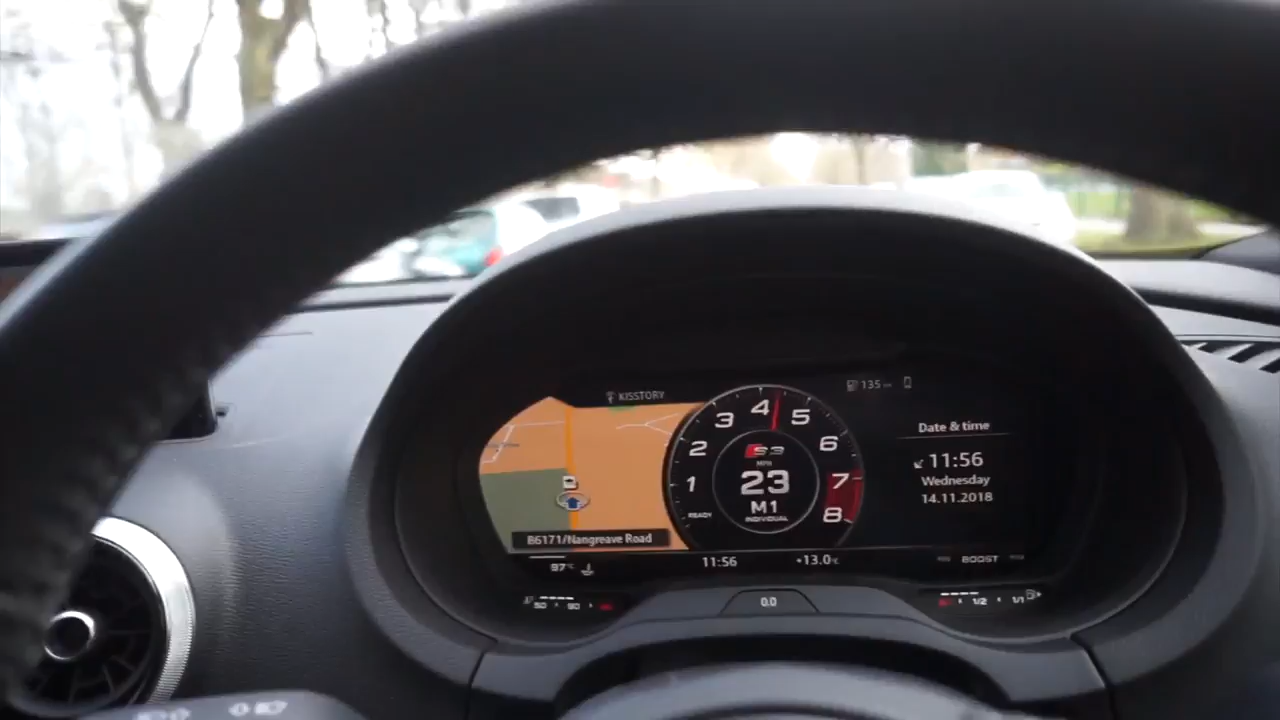 KISSTORY
135
3 4 5
2 6
1 7
8
S3
MPH
23
M1
INDIVIDUAL
READY
Date & time
11:56
Wednesday
14.11.2018
B6171/Nangreave Road
97°C
11:56
+13.0°C
BOOST
50 90
0.0
1/2 1/1